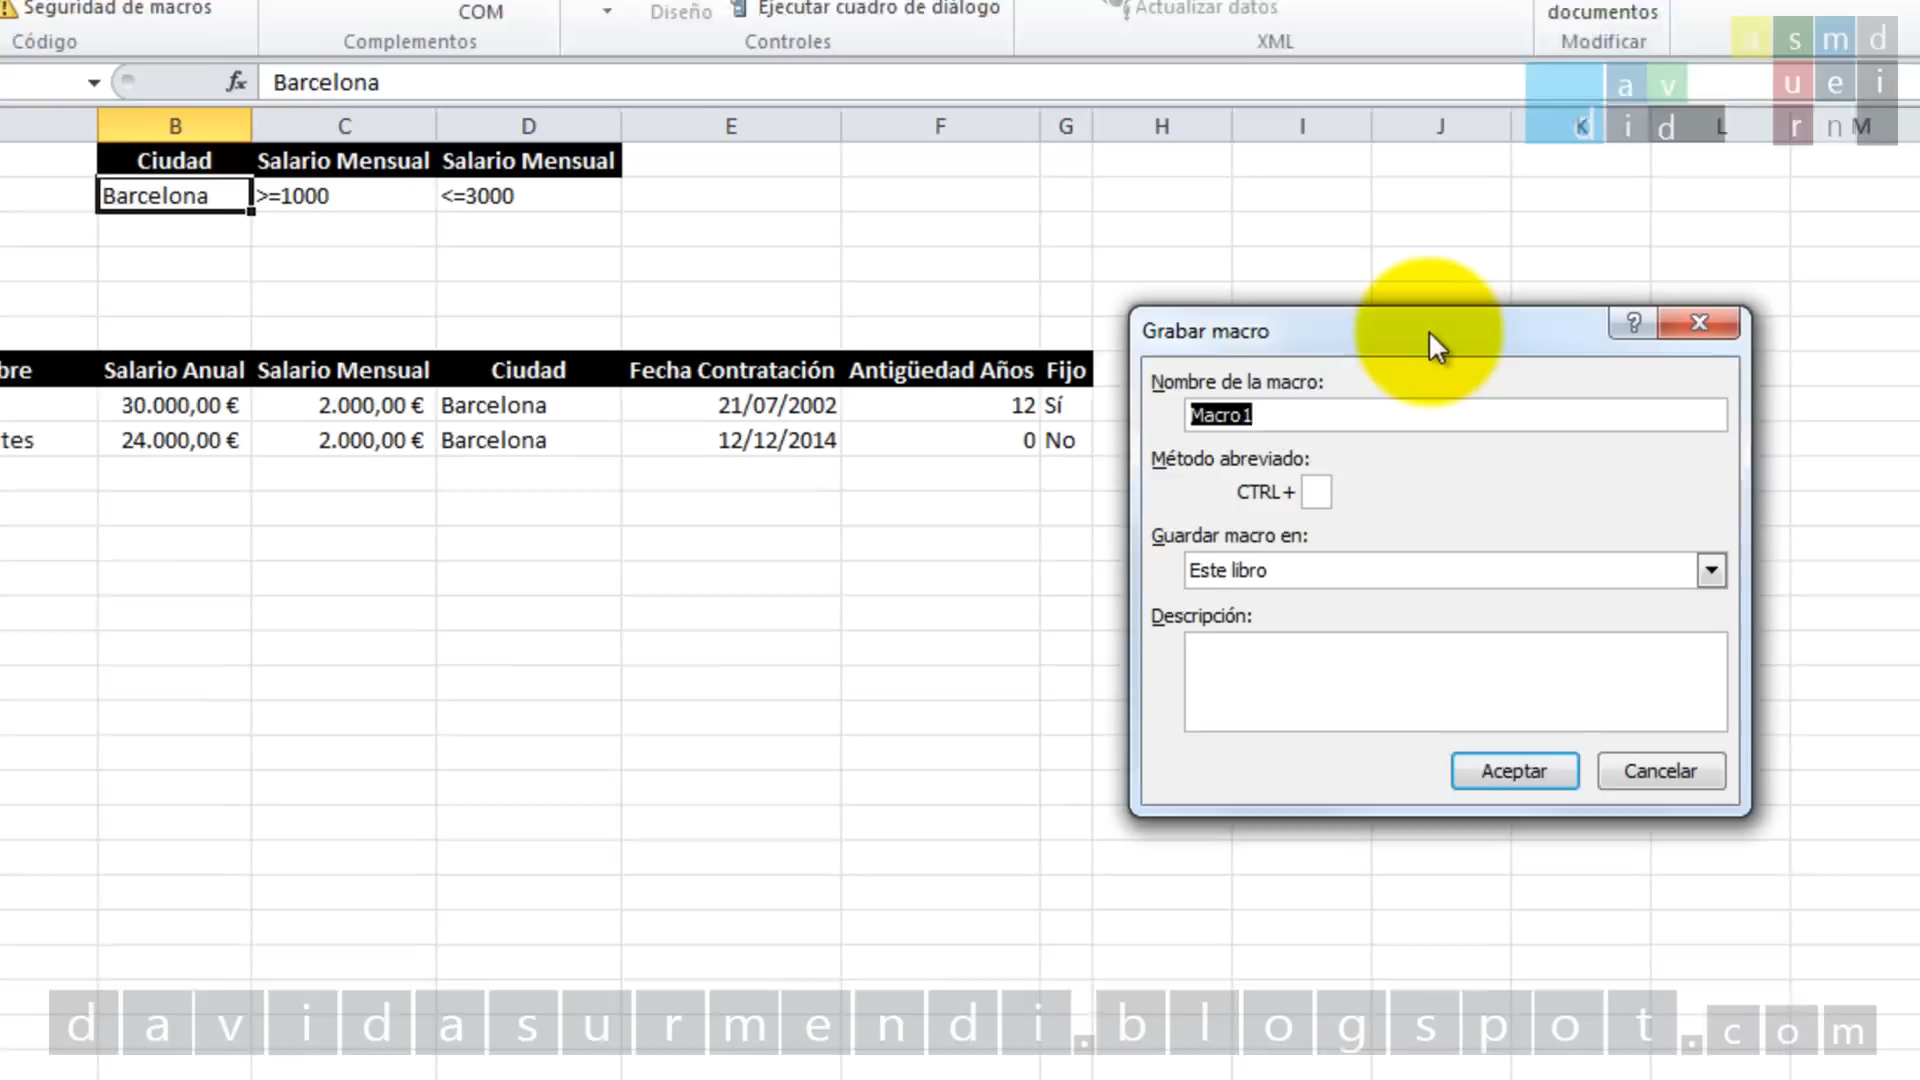 Seguridad de macros
COM
Diseño
Ejecutar cuadro de diálogo
Actualizar datos
documentos
Código
Complementos
Controles
XML
Modificar
a s m d
a v u e i
d i d r n
fx Barcelona
B C D E F G H I J K L M
Ciudad Salario Mensual Salario Mensual
Barcelona >=1000 <=3000
bre Salario Anual Salario Mensual Ciudad Fecha Contratación Antigüedad Años Fijo
30.000,00 € 2.000,00 € Barcelona 21/07/2002 12 Sí
tes 24.000,00 € 2.000,00 € Barcelona 12/12/2014 0 No
Grabar macro
?
Nombre de la macro:
Macro1
Método abreviado:
CTRL+
Guardar macro en:
Este libro
Descripción:
Aceptar Cancelar
davidasurmendi.blogspot.com